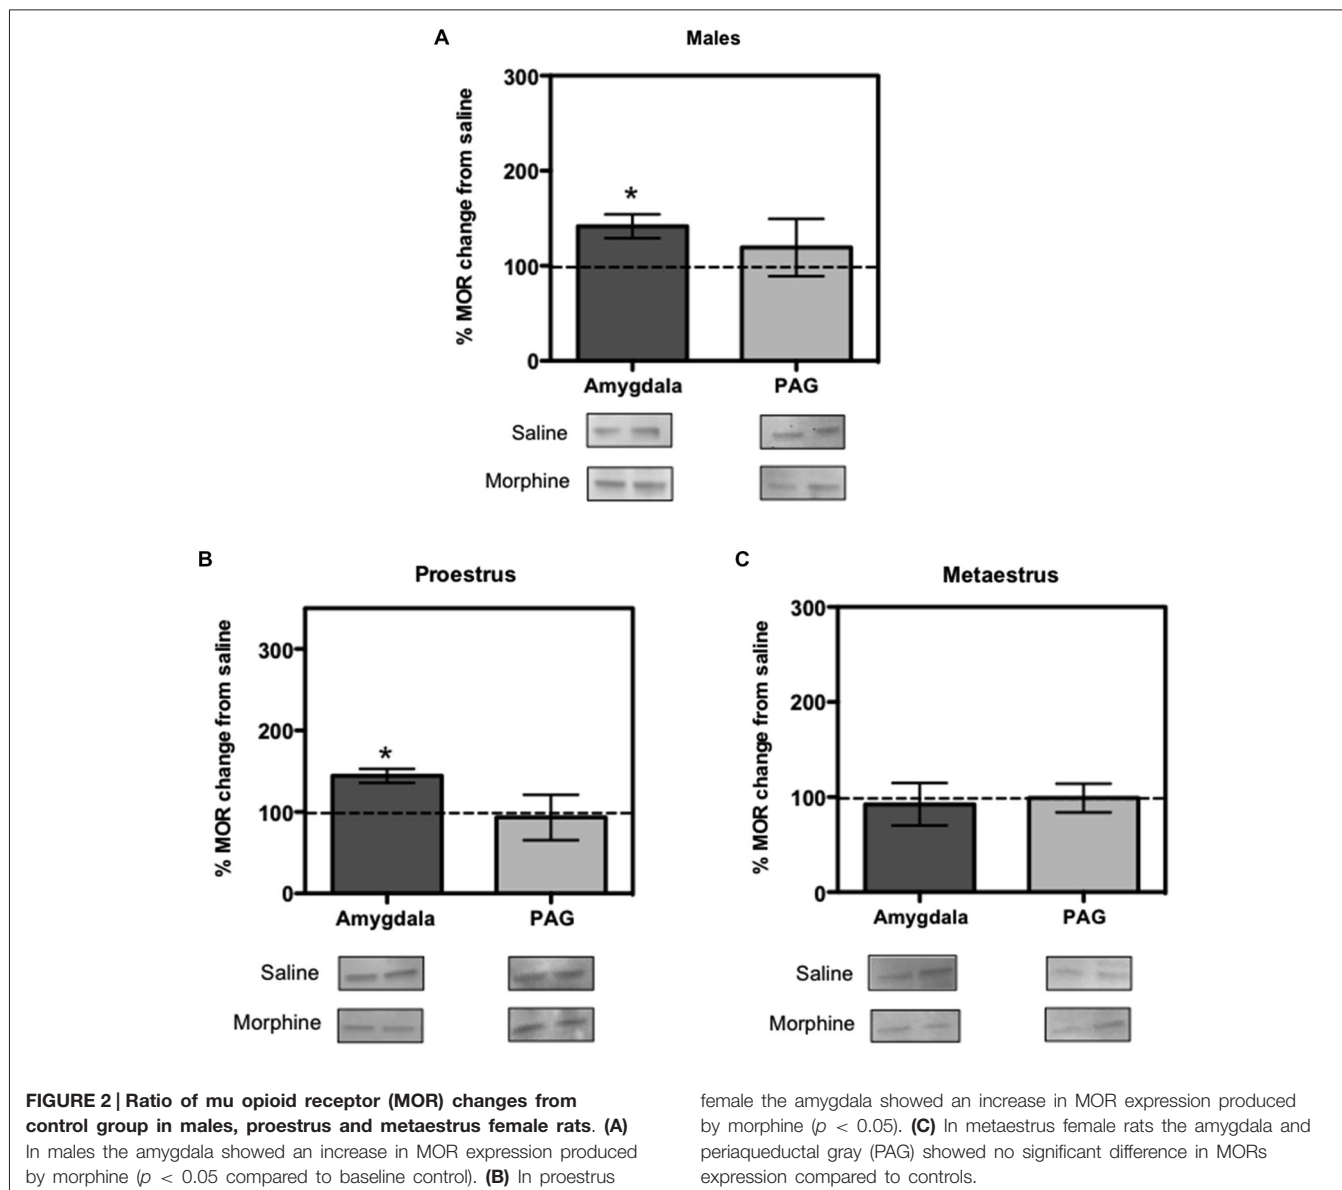 A
Males
% MOR change from saline
300
200
100
0
*
Amygdala
PAG
Saline
Morphine
B
Proestrus
% MOR change from saline
300
200
100
0
*
Amygdala
PAG
Saline
Morphine
C
Metaestrus
% MOR change from saline
300
200
100
0
Amygdala
PAG
Saline
Morphine
FIGURE 2 | Ratio of mu opioid receptor (MOR) changes from
control group in males, proestrus and metaestrus female rats. (A)
In males the amygdala showed an increase in MOR expression produced
by morphine (p < 0.05 compared to baseline control). (B) In proestrus
female the amygdala showed an increase in MOR expression produced
by morphine (p < 0.05). (C) In metaestrus female rats the amygdala and
periaqueductal gray (PAG) showed no significant difference in MORs
expression compared to controls.